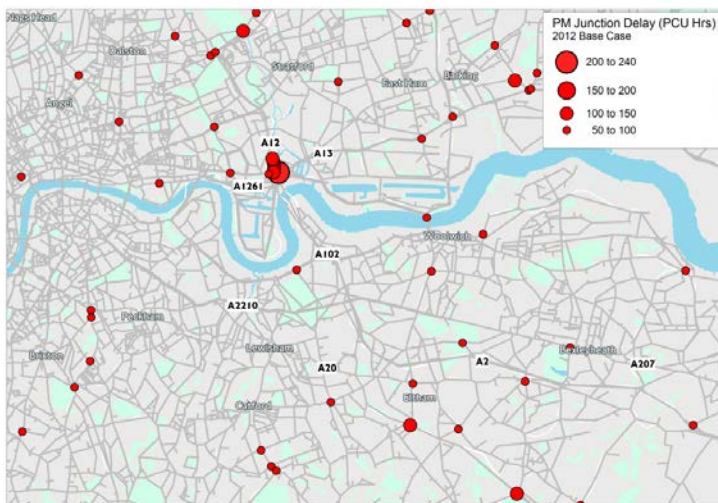 Nags Head
Dalston
Stratford
East Ham
Barking
Angel
PM Junction Delay (PCU Hrs)
2012 Base Case
200 to 240
150 to 200
100 to 150
50 to 100
A12
A13
A1261
Woolwich
A102
A2210
Peckham
Brixton
Lewisham
A20
A2
Bexleyheath
A207
Eltham
Catford